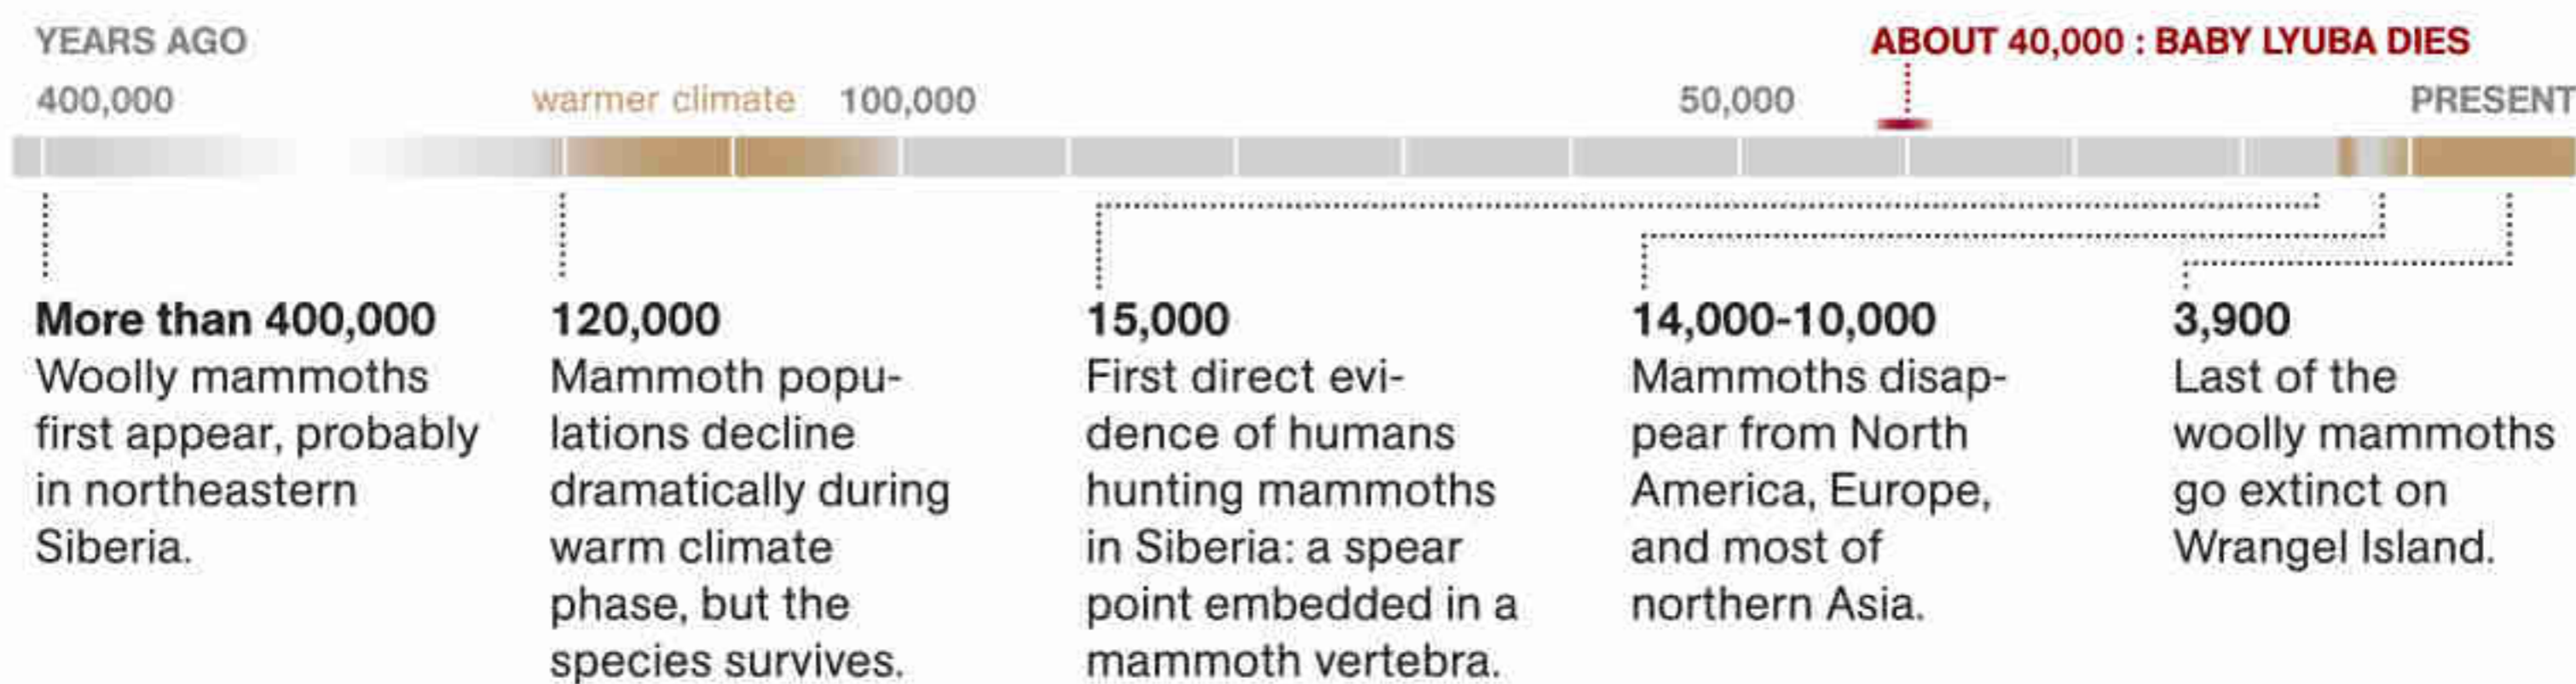 YEARS AGO
ABOUT 40,000 : BABY LYUBA DIES
400,000
warmer climate
100,000
50,000
PRESENT
More than 400,000
Woolly mammoths
first appear, probably
in northeastern
Siberia.
120,000
Mammoth popu-
lations decline
dramatically during
warm climate
phase, but the
species survives.
15,000
First direct evi-
dence of humans
hunting mammoths
in Siberia: a spear
point embedded in a
mammoth vertebra.
14,000-10,000
Mammoths disap-
pear from North
America, Europe,
and most of
northern Asia.
3,900
Last of the
woolly mammoths
go extinct on
Wrangel Island.